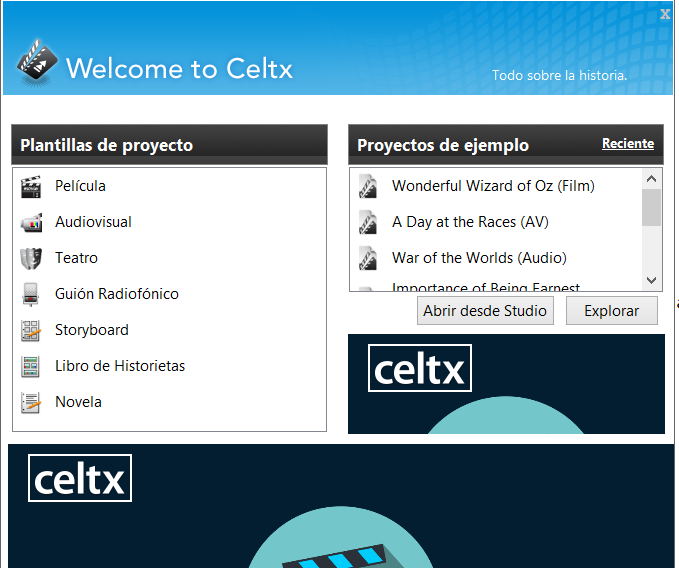 x
Welcome to Celtx
Todo sobre la historia.
Plantillas de proyecto
Película
Audiovisual
Teatro
Guión Radiofónico
Storyboard
Libro de Historietas
Novela
Proyectos de ejemplo
Reciente
Wonderful Wizard of Oz (Film)
A Day at the Races (AV)
War of the Worlds (Audio)
Importance of Being Earnest
Abrir desde Studio
Explorar
celtx
celtx